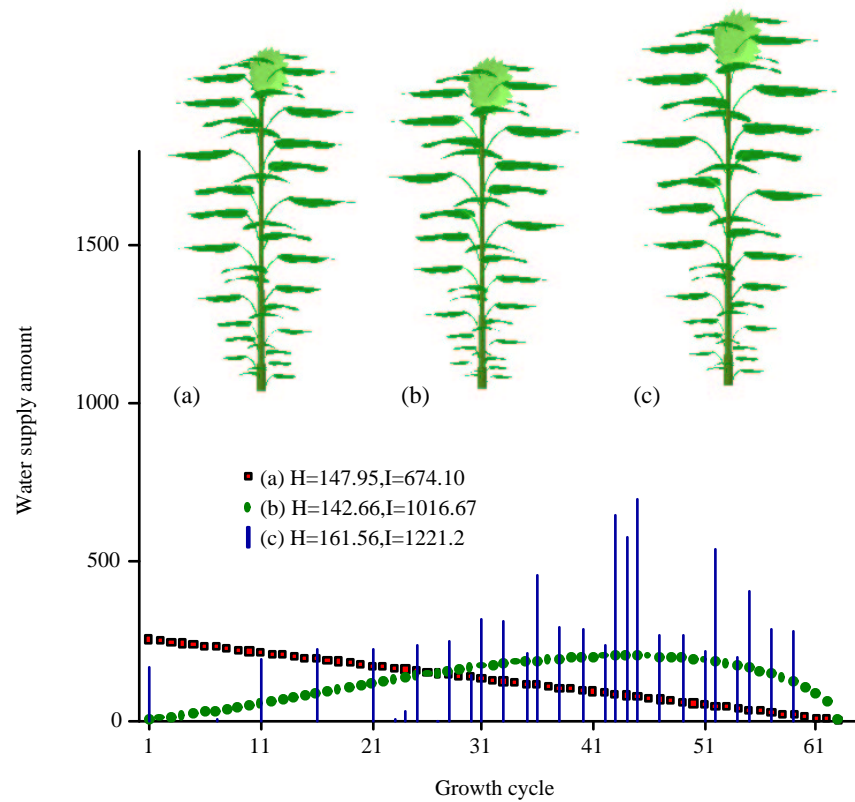 1500
(a)
(b)
(c)
1000
Water supply amount
(a) H=147.95,I=674.10
(b) H=142.66,I=1016.67
(c) H=161.56,I=1221.2
500
0
1 11 21 31 41 51 61
Growth cycle